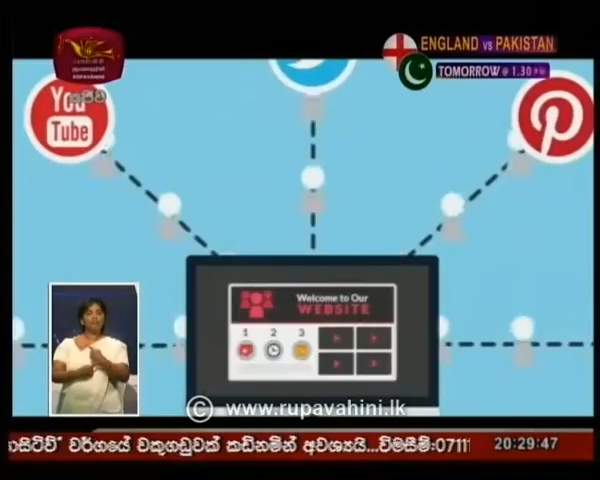 ENGLAND VS PAKISTAN
TOMORROW @ 1.30
RUPAVAHINI
You
Tube
Welcome to Our
WEBSITE
1 2 3
© www.rupavahini.lk
වර්ගයේ වකුගඩුවක් කඩිනමින් අවශ්‍යයි...විමසීම්:0711
20:29:47